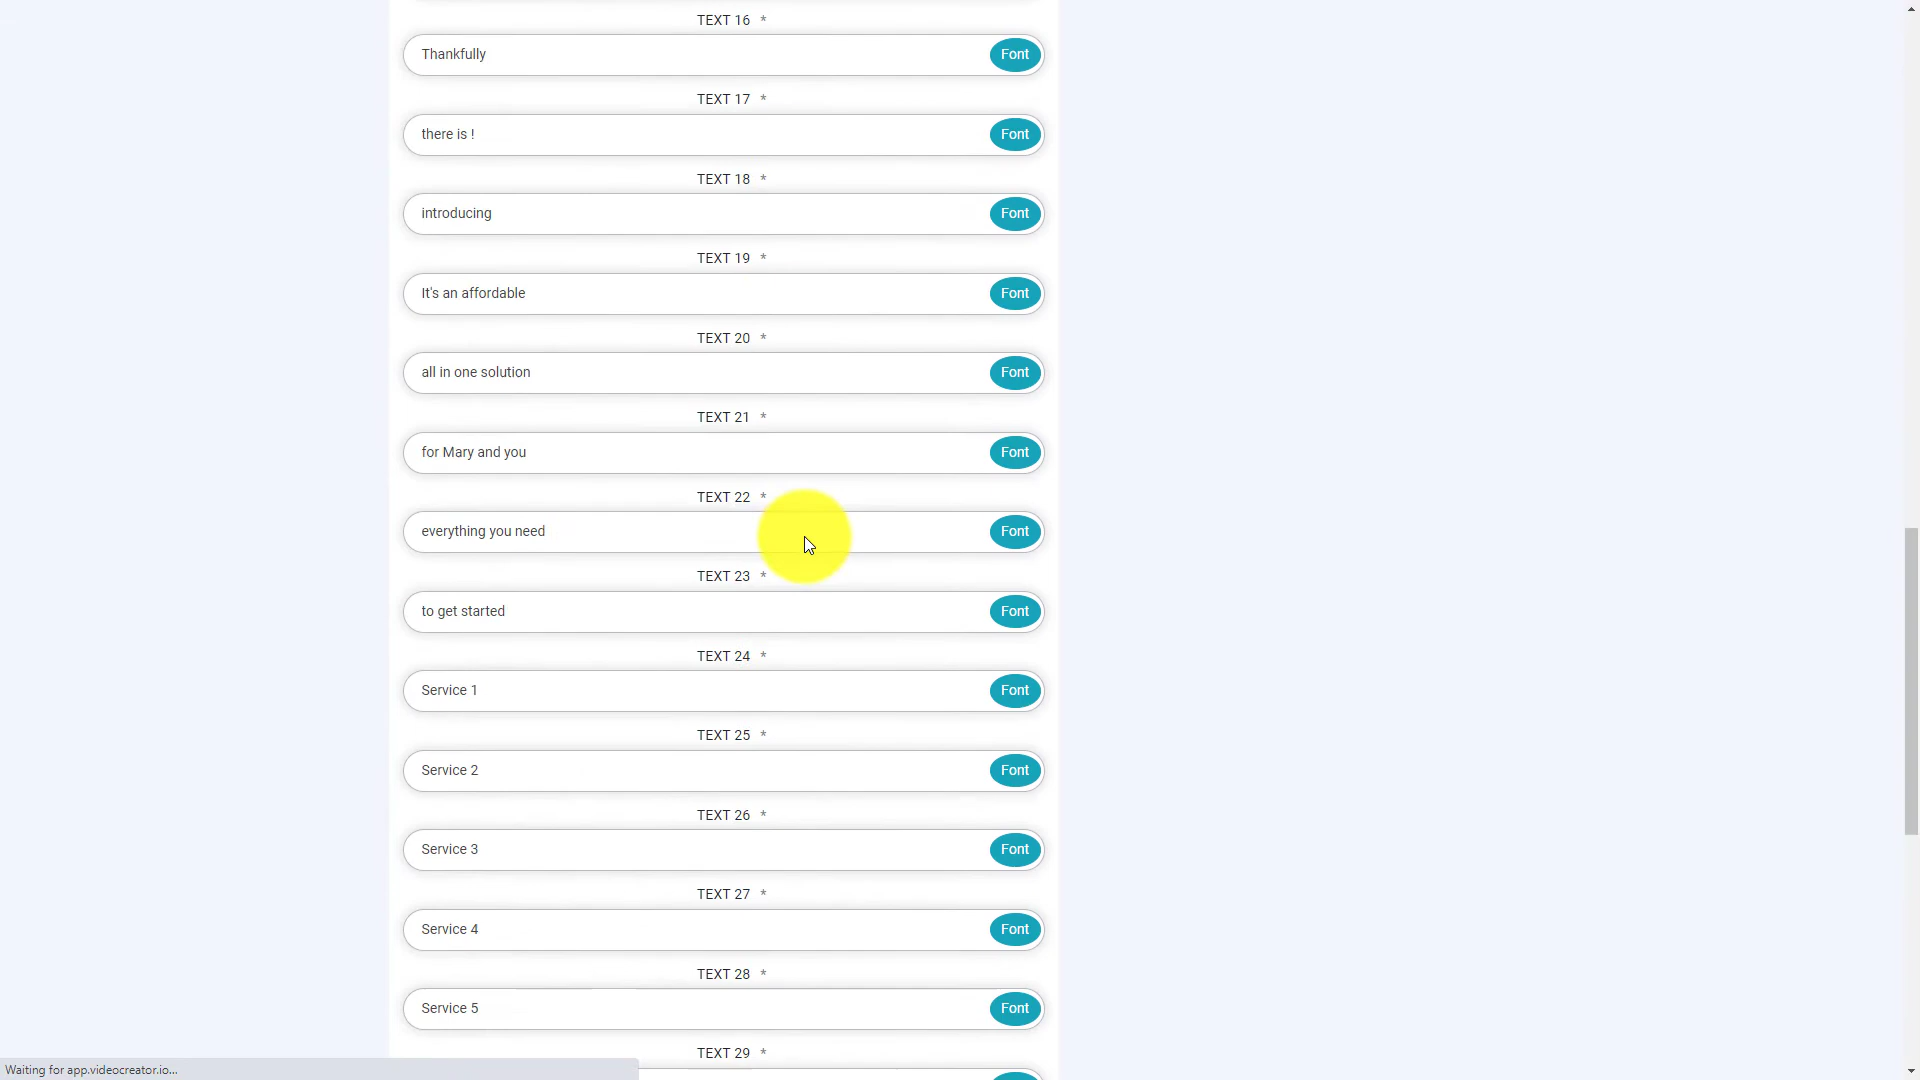 TEXT 16 *
Thankfully
Font
TEXT 17 *
there is !
Font
TEXT 18 *
introducing
Font
TEXT 19 *
It's an affordable
Font
TEXT 20 *
all in one solution
Font
TEXT 21 *
for Mary and you
Font
TEXT 22 *
everything you need
Font
TEXT 23 *
to get started
Font
TEXT 24 *
Service 1
Font
TEXT 25 *
Service 2
Font
TEXT 26 *
Service 3
Font
TEXT 27 *
Service 4
Font
TEXT 28 *
Service 5
Font
TEXT 29 *
Waiting for app.videocreator.io...